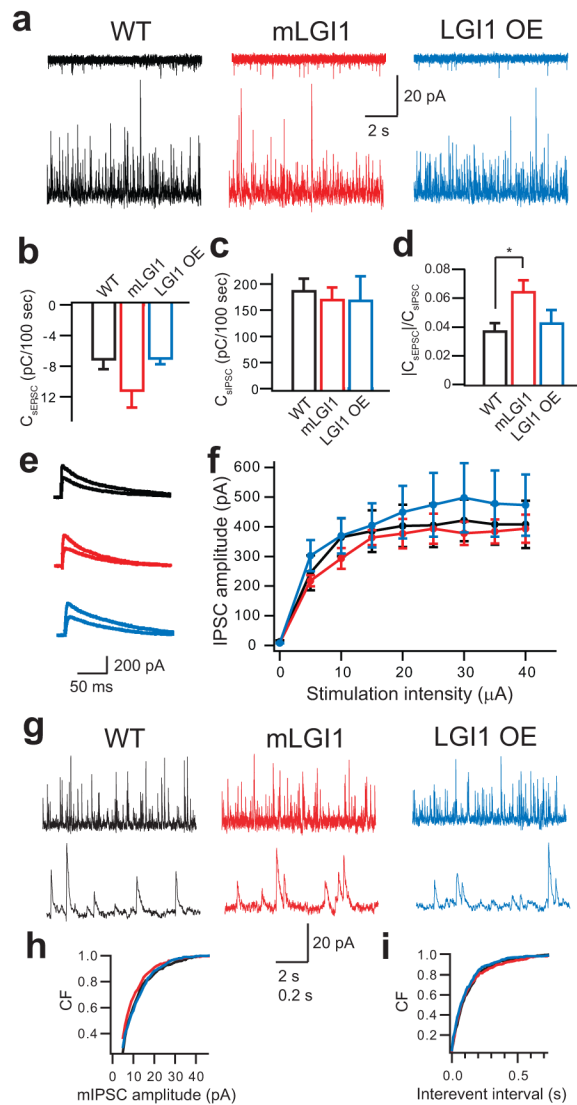 a
WT
mLGI1
LGI1 OE
20 pA
2 s
b
WT
mLGI1
LGI1 OE
0
-4
-8
12
C_sEPSC (pC/100 sec)
c
200
150
100
50
0
C_sIPSC (pC/100 sec)
WT
mLGI1
LGI1 OE
d
*
0.08
0.06
0.04
0.02
0
|C_sEPSC|/C_sIPSC
WT
mLGI1
LGI1 OE
e
200 pA
50 ms
f
600
500
400
300
200
100
0
IPSC amplitude (pA)
0 10 20 30 40
Stimulation intensity (μA)
g
WT
mLGI1
LGI1 OE
20 pA
2 s
0.2 s
h
1.0
0.8
0.6
0.4
CF
0 10 20 30 40
mIPSC amplitude (pA)
i
1.0
0.8
0.6
0.4
0.2
CF
0.0 0.5
Interevent interval (s)